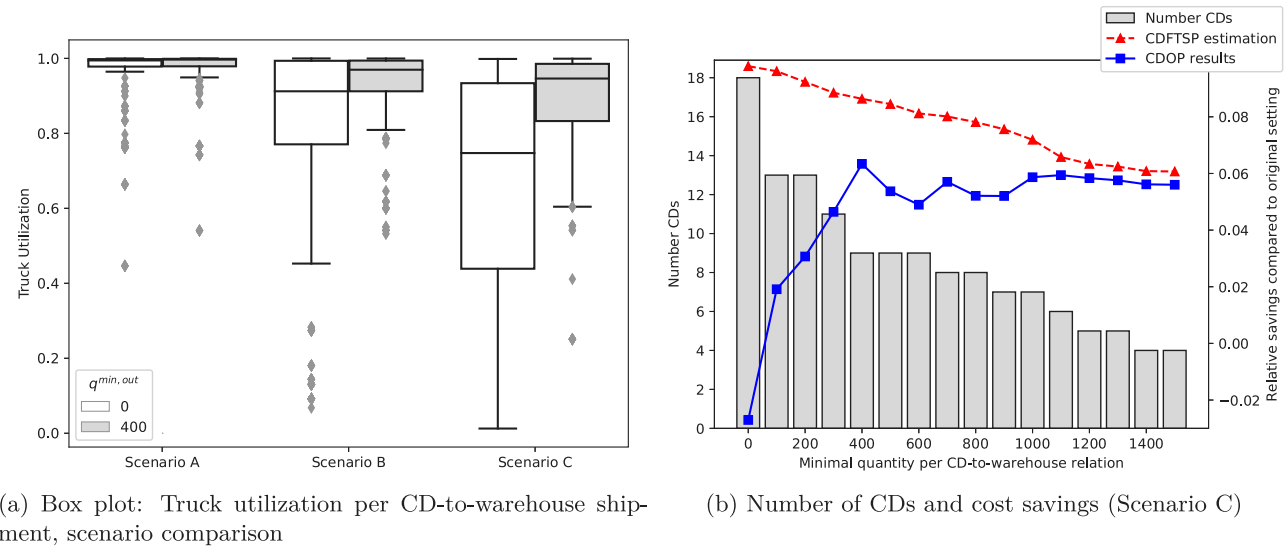 Number CDs
CDFTSP estimation
CDOP results
1.0
0.8
0.6
0.4
0.2
0.0
Truck Utilization
q^min,out
0
400
Scenario A
Scenario B
Scenario C
18
16
14
12
10
8
6
4
2
0
Number CDs
0.08
0.06
0.04
0.02
0.00
−0.02
Relative savings compared to original setting
0 200 400 600 800 1000 1200 1400
Minimal quantity per CD-to-warehouse relation
(a) Box plot: Truck utilization per CD-to-warehouse ship-
ment, scenario comparison
(b) Number of CDs and cost savings (Scenario C)